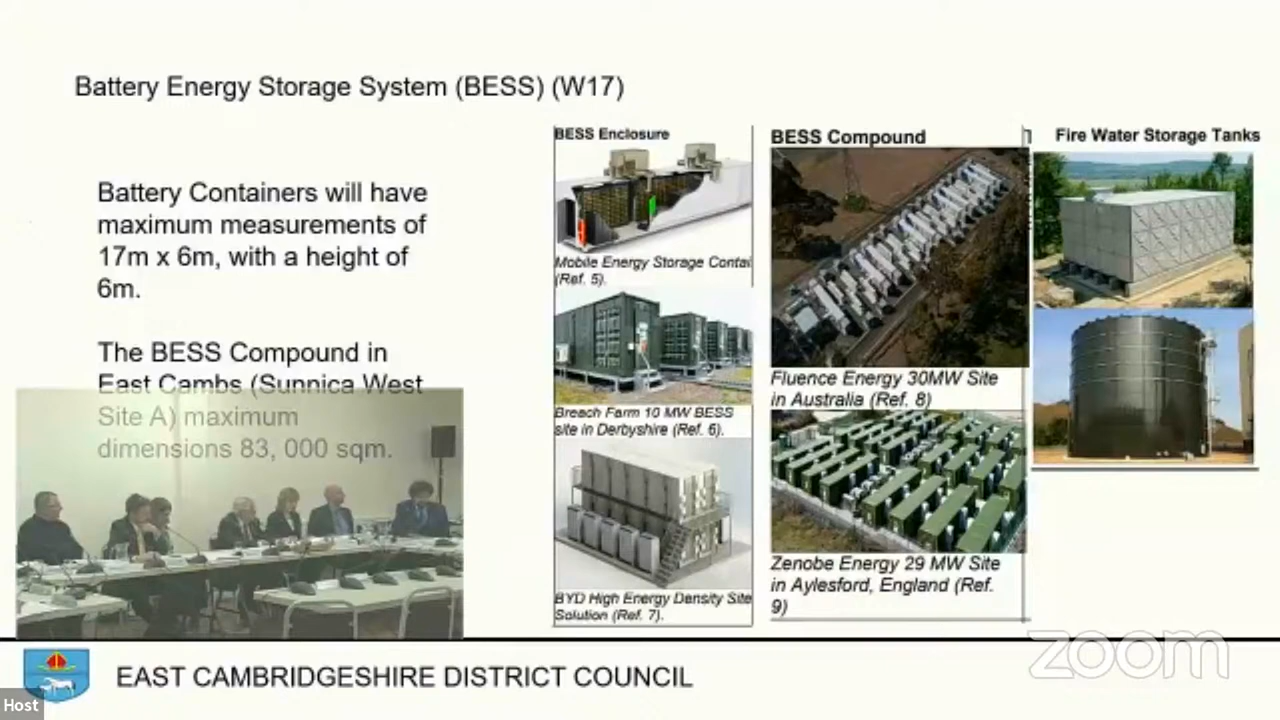 Battery Energy Storage System (BESS) (W17)
Battery Containers will have
maximum measurements of
17m x 6m, with a height of
6m.
The BESS Compound in
East Cambs (Sunnica West
Site A) maximum
dimensions 83, 000 sqm.
BESS Enclosure
Mobile Energy Storage Contai
(Ref. 5).
Breach Farm 10 MW BESS
site in Derbyshire (Ref. 6).
BYD High Energy Density Site
Solution (Ref. 7).
BESS Compound
Fluence Energy 30MW Site
in Australia (Ref. 8)
Zenobe Energy 29 MW Site
in Aylesford, England (Ref.
9)
Fire Water Storage Tanks
EAST CAMBRIDGESHIRE DISTRICT COUNCIL
zoom
Host